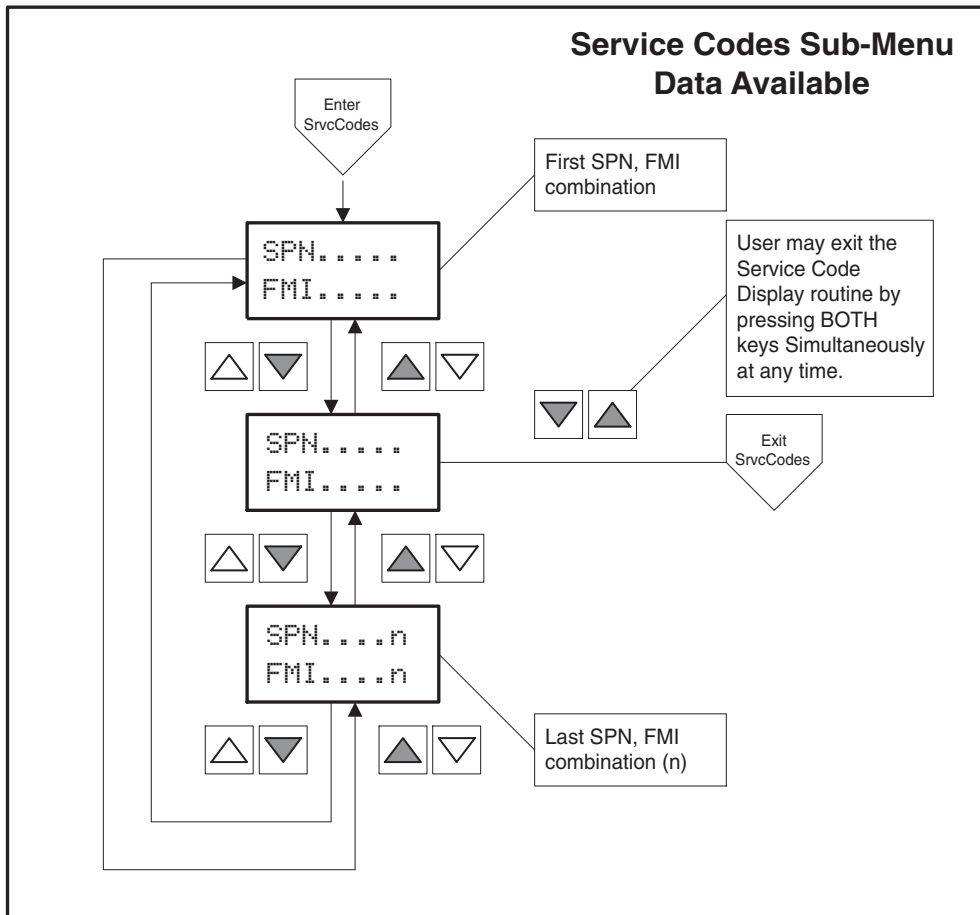 Service Codes Sub-Menu
Data Available
Enter
SrvcCodes
First SPN, FMI
combination
SPN.....
FMI.....
User may exit the
Service Code
Display routine by
pressing BOTH
keys Simultaneously
at any time.
SPN.....
FMI.....
Exit
SrvcCodes
SPN....n
FMI....n
Last SPN, FMI
combination (n)